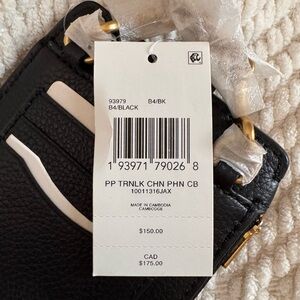 93979 B4/BK
B4/BLACK
1 93971 79026 8
PP TRNLK CHN PHN CB
10011316JAX
MADE IN CAMBODIA
CAMBODGE
$150.00
CAD
$175.00